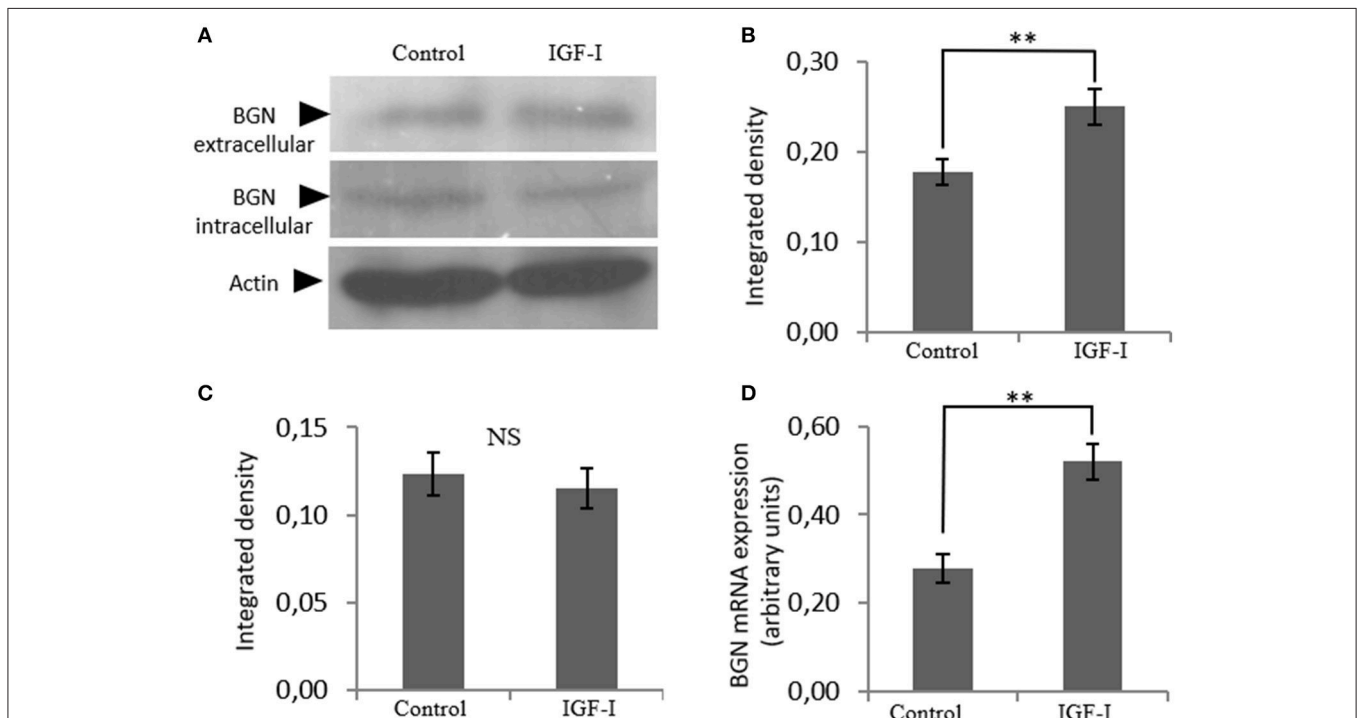 A
Control IGF-I
BGN
extracellular
BGN
intracellular
Actin
B
**
0,30
0,20
0,10
0,00
Integrated density
Control IGF-I
C
NS
0,15
0,10
0,05
0,00
Integrated density
Control IGF-I
D
**
0,60
0,40
0,20
0,00
BGN mRNA expression
(arbitrary units)
Control IGF-I